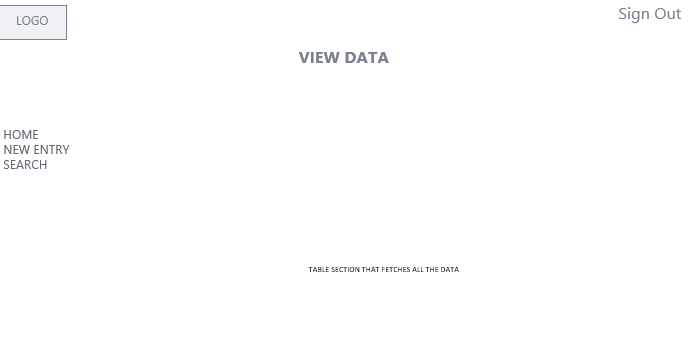 LOGO
Sign Out
VIEW DATA
HOME
NEW ENTRY
SEARCH
TABLE SECTION THAT FETCHES ALL THE DATA